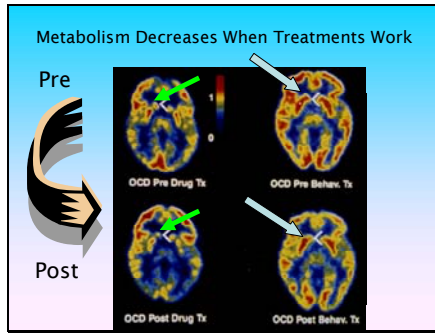 Metabolism Decreases When Treatments Work
Pre
1
0
OCD Pre Drug Tx
OCD Pre Behav. Tx
Post
OCD Post Drug Tx
OCD Post Behav. Tx